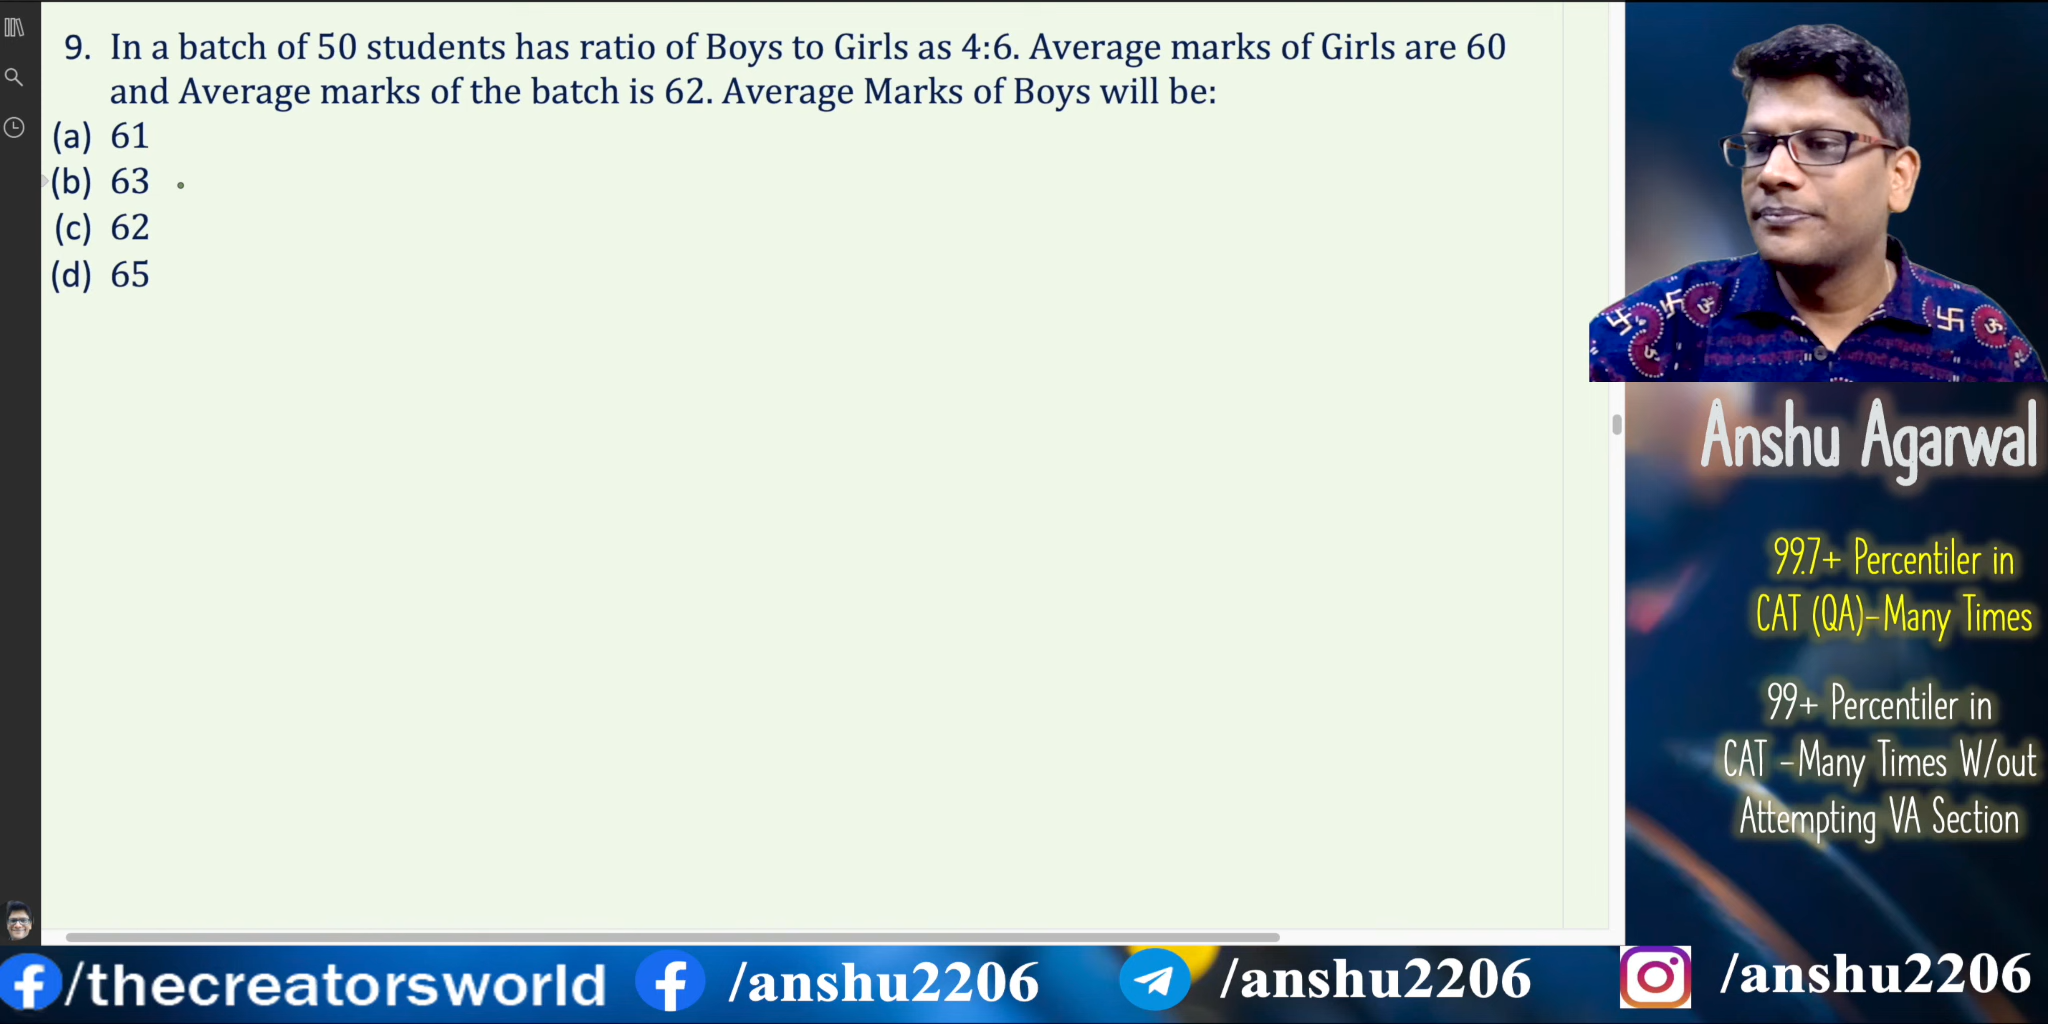 9. In a batch of 50 students has ratio of Boys to Girls as 4:6. Average marks of Girls are 60
and Average marks of the batch is 62. Average Marks of Boys will be:
(a) 61
(b) 63
(c) 62
(d) 65
Anshu Agarwal
99.7+ Percentiler in
CAT (QA)-Many Times
99+ Percentiler in
CAT -Many Times W/out
Attempting VA Section
/thecreatorsworld /anshu2206 /anshu2206 /anshu2206